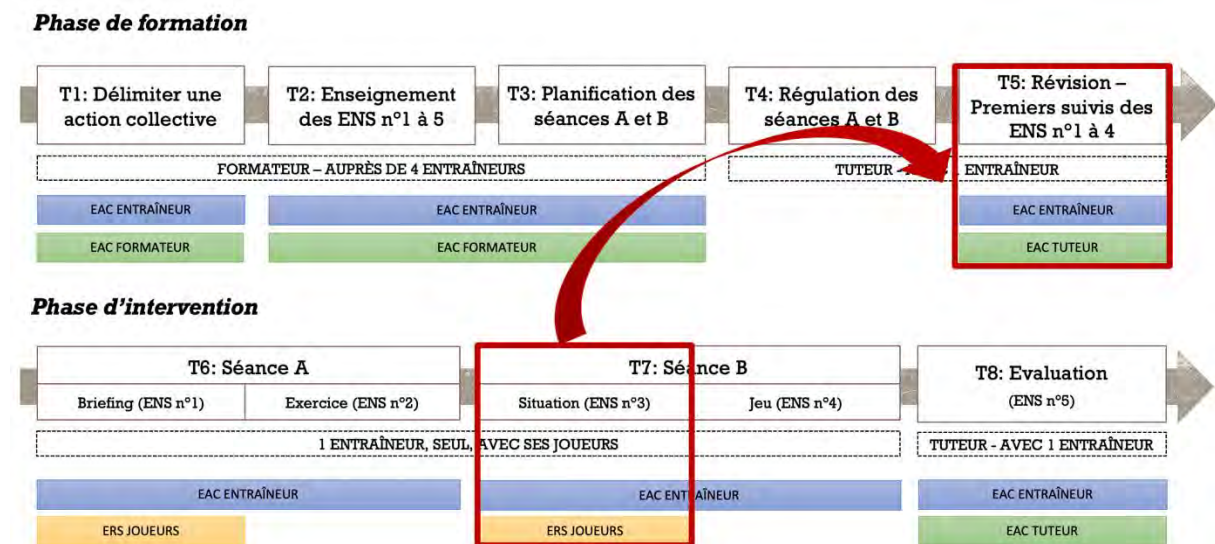 Phase de formation
T1: Délimiter une
action collective
T2: Enseignement
des ENS n°1 à 5
T3: Planification des
séances A et B
T4: Régulation des
séances A et B
T5: Révision –
Premiers suivis des
ENS n°1 à 4
FORMATEUR – AUPRÈS DE 4 ENTRAÎNEURS
TUTEUR - 1 ENTRAÎNEUR
EAC ENTRAÎNEUR
EAC ENTRAÎNEUR
EAC ENTRAÎNEUR
EAC FORMATEUR
EAC FORMATEUR
EAC TUTEUR
Phase d'intervention
T6: Séance A
T7: Séance B
T8: Evaluation
(ENS n°5)
Briefing (ENS n°1)
Exercice (ENS n°2)
Situation (ENS n°3)
Jeu (ENS n°4)
1 ENTRAÎNEUR, SEUL, AVEC SES JOUEURS
TUTEUR - AVEC 1 ENTRAÎNEUR
EAC ENTRAÎNEUR
EAC ENTRAÎNEUR
EAC ENTRAÎNEUR
ERS JOUEURS
ERS JOUEURS
EAC TUTEUR